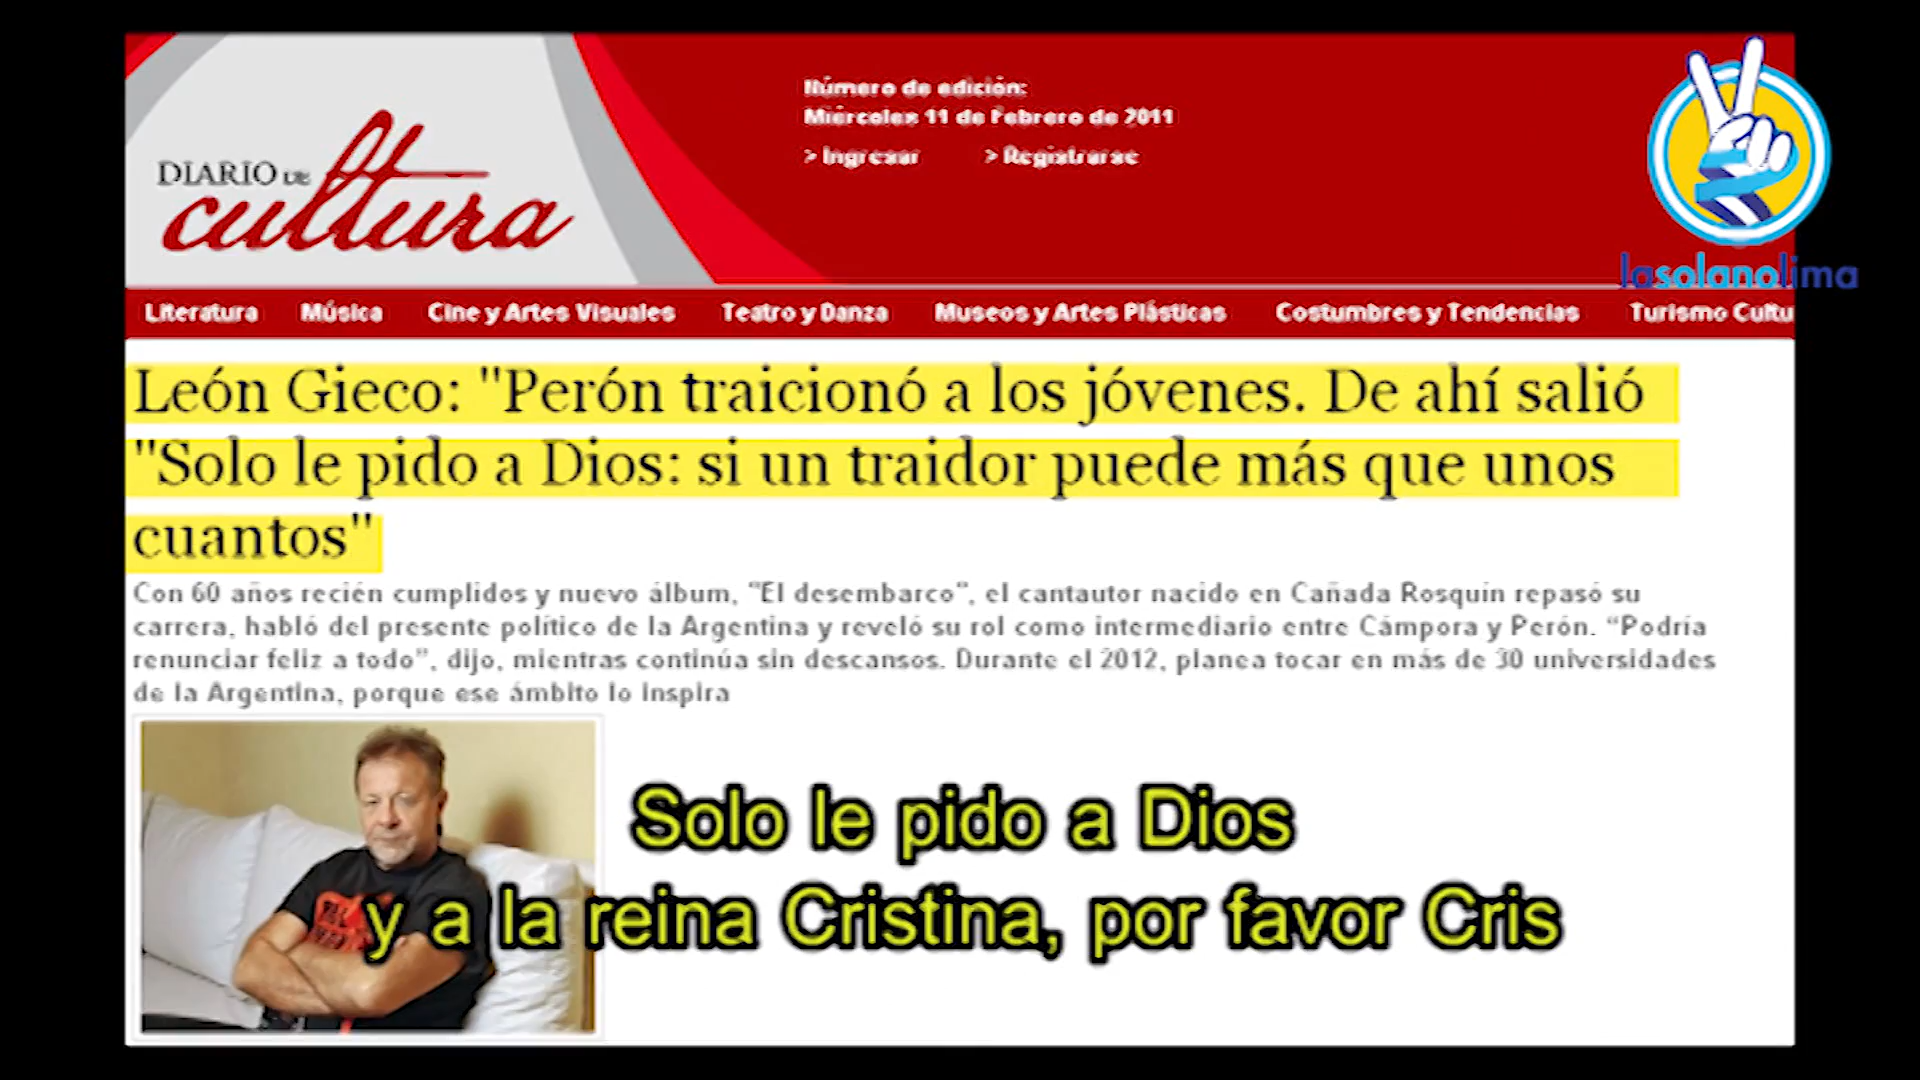 DIARIO DE
cultura
Número de edición:
Miércoles 11 de Febrero de 2011
> Ingresar > Registrarse
lasolanolima
Literatura Música Cine y Artes Visuales Teatro y Danza Museos y Artes Plásticas Costumbres y Tendencias Turismo Cultu
León Gieco: "Perón traicionó a los jóvenes. De ahí salió
"Solo le pido a Dios: si un traidor puede más que unos
cuantos"
Con 60 años recién cumplidos y nuevo álbum, "El desembarco", el cantautor nacido en Cañada Rosquín repasó su
carrera, habló del presente político de la Argentina y reveló su rol como intermediario entre Cámpora y Perón. “Podría
renunciar feliz a todo”, dijo, mientras continúa sin descansos. Durante el 2012, planea tocar en más de 30 universidades
de la Argentina, porque ese ámbito lo inspira
Solo le pido a Dios
y a la reina Cristina, por favor Cris